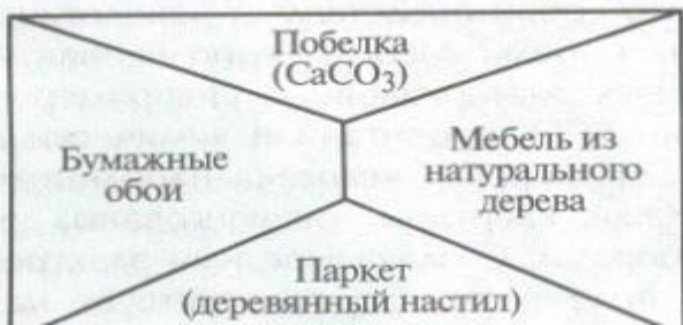 Побелка
(CaCO₃)
Бумажные
обои
Мебель из
натурального
дерева
Паркет
(деревянный настил)